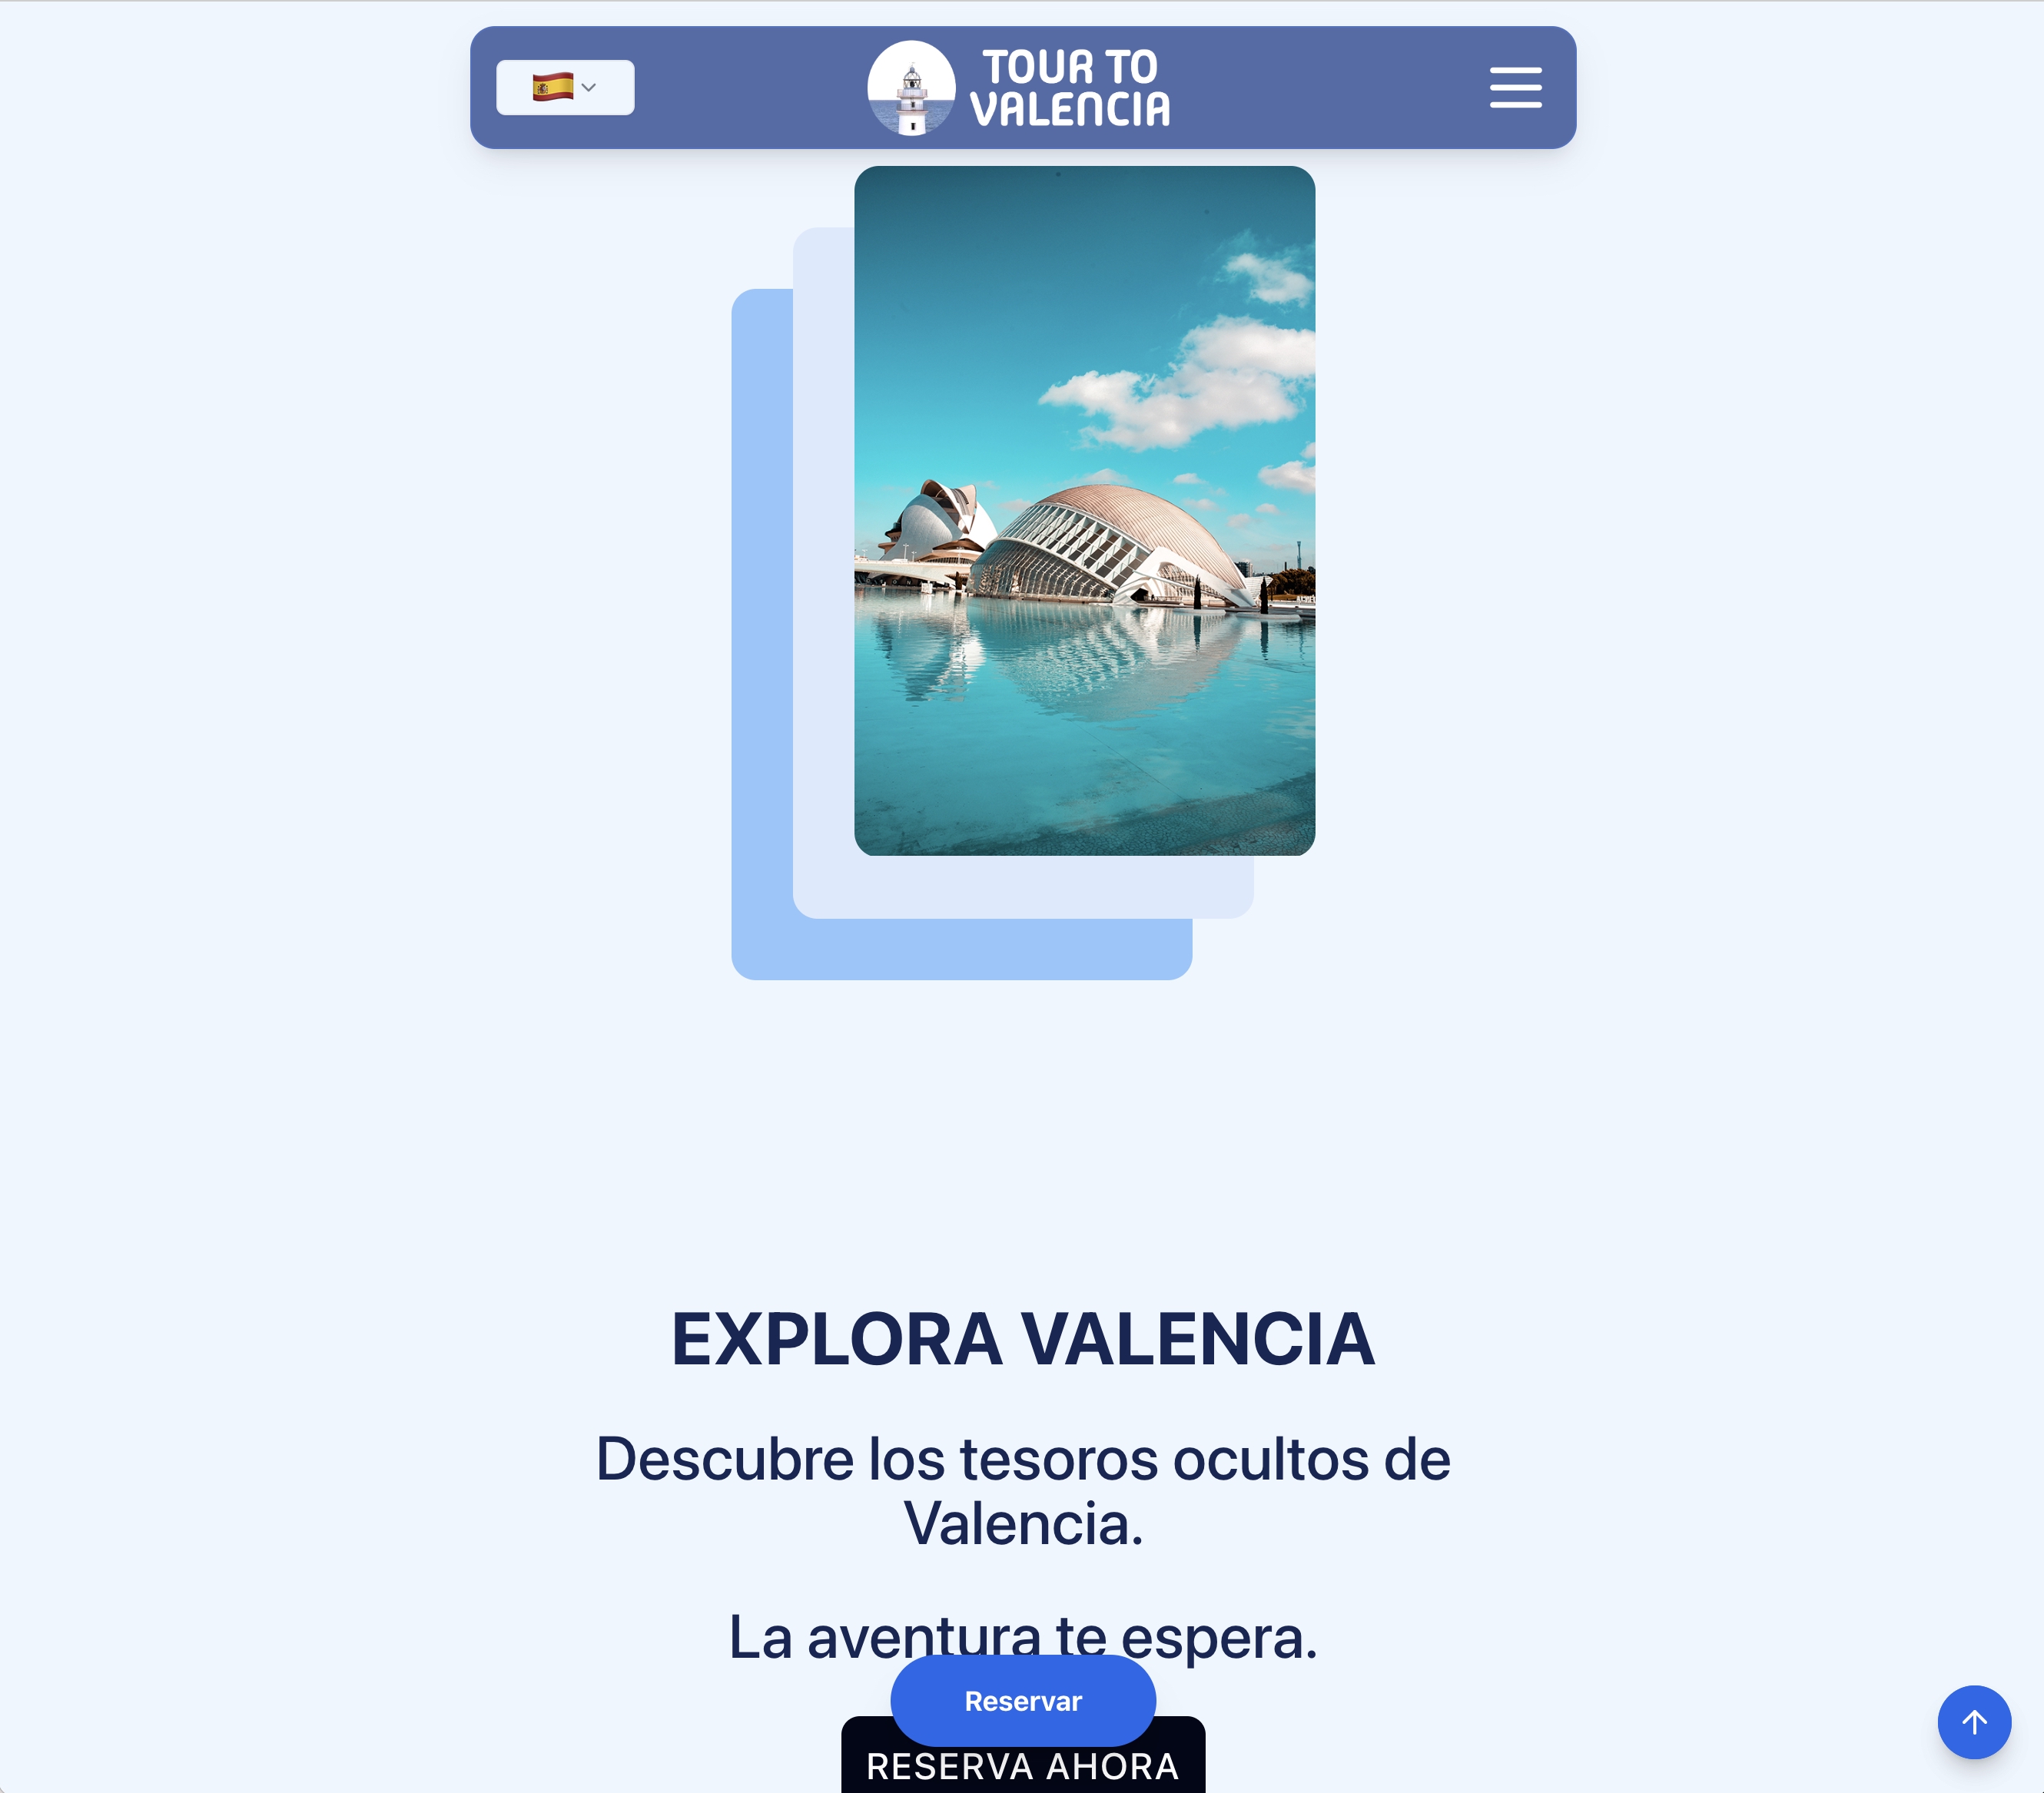 TOUR TO
VALENCIA
EXPLORA VALENCIA
Descubre los tesoros ocultos de
Valencia.
La aventura te espera.
Reservar
RESERVA AHORA